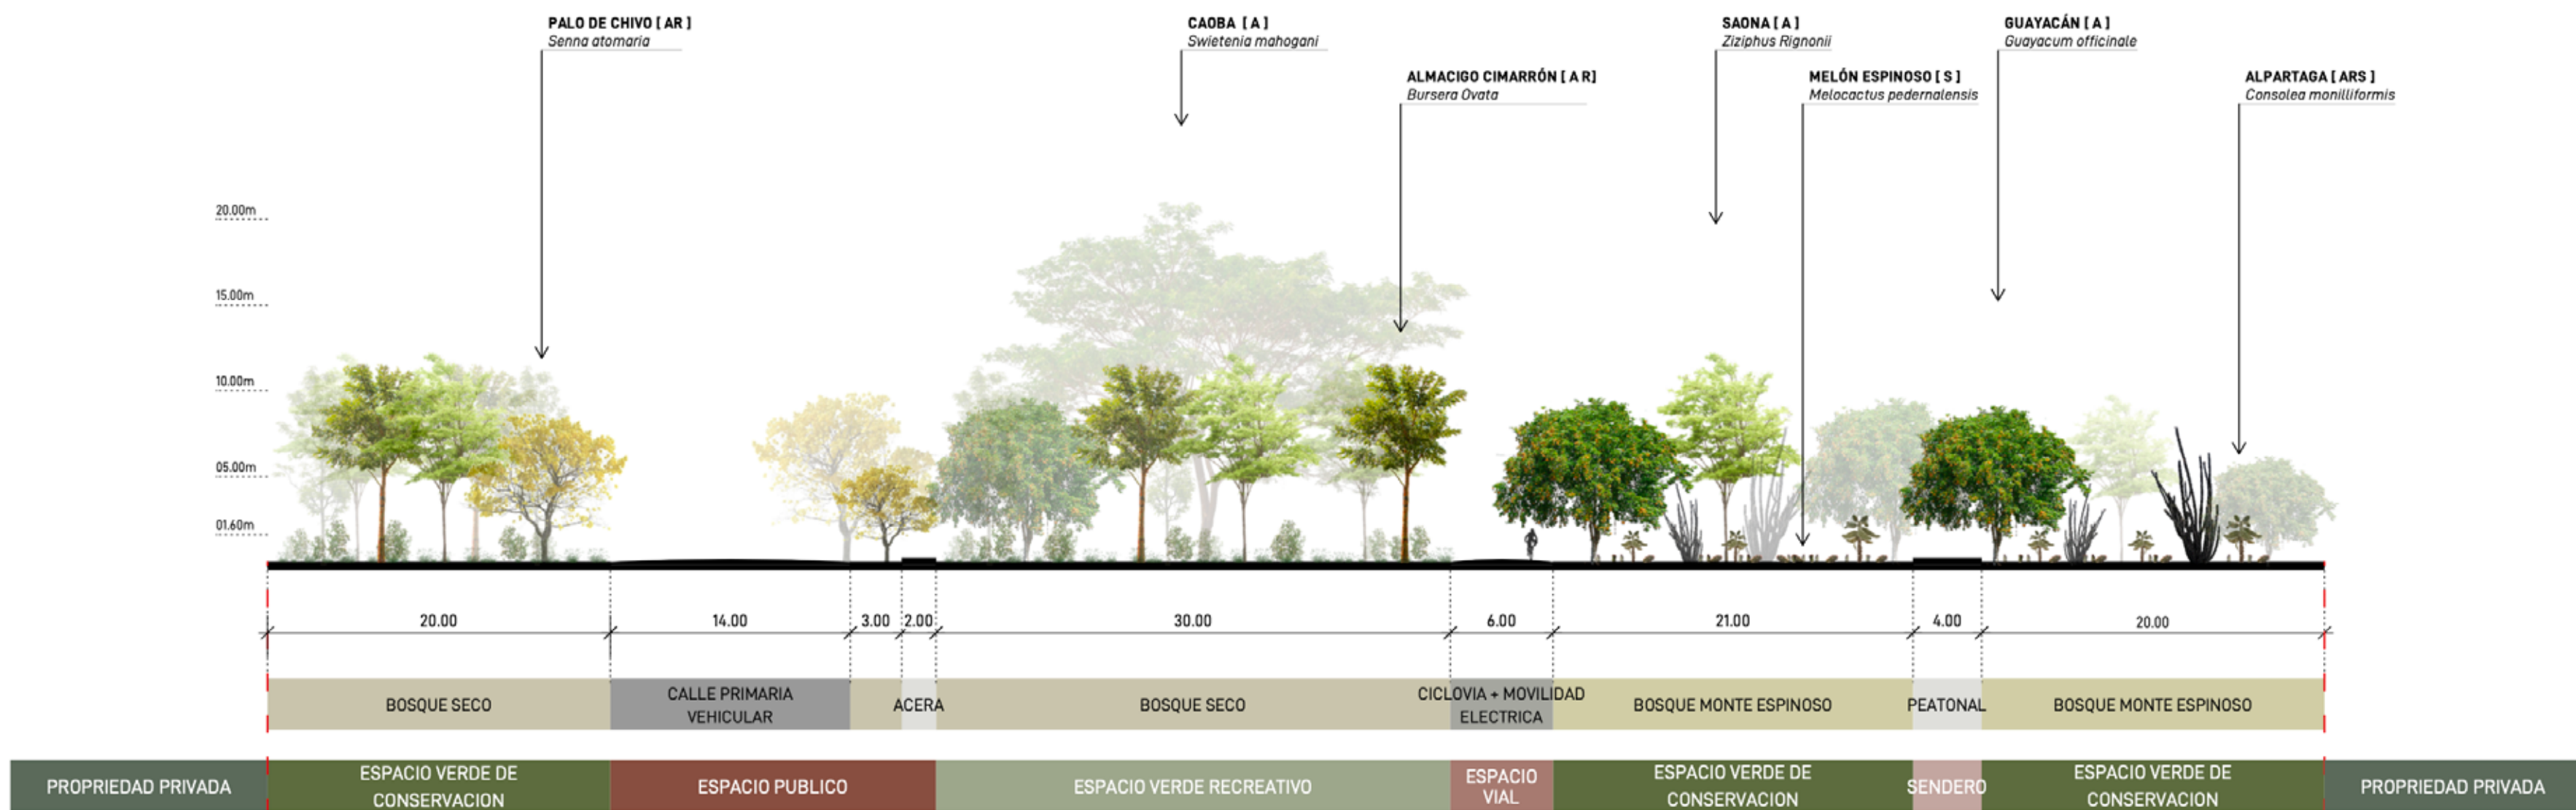 PALO DE CHIVO [ AR ]
Senna atomaria
CAOBA [ A ]
Swietenia mahogani
SAONA [ A ]
Ziziphus Rignonii
GUAYACÁN [ A ]
Guayacum officinale
ALMACIGO CIMARRÓN [ A R]
Bursera Ovata
MELÓN ESPINOSO [ S ]
Melocactus pedernalensis
ALPARTAGA [ ARS ]
Consolea monilliformis
20.00m
15.00m
10.00m
05.00m
01.60m
20.00 14.00 3.00 2.00 30.00 6.00 21.00 4.00 20.00
BOSQUE SECO
CALLE PRIMARIA
VEHICULAR
ACERA
BOSQUE SECO
CICLOVIA + MOVILIDAD
ELECTRICA
BOSQUE MONTE ESPINOSO
PEATONAL
BOSQUE MONTE ESPINOSO
PROPRIEDAD PRIVADA
ESPACIO VERDE DE
CONSERVACION
ESPACIO PUBLICO
ESPACIO VERDE RECREATIVO
ESPACIO
VIAL
ESPACIO VERDE DE
CONSERVACION
SENDERO
ESPACIO VERDE DE
CONSERVACION
PROPRIEDAD PRIVADA